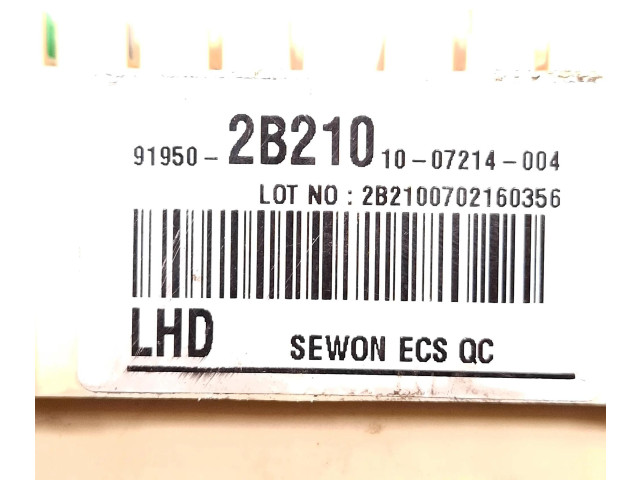 91950-2B210 10-07214-004
LOT NO : 2B2100702160356
LHD SEWON ECS QC